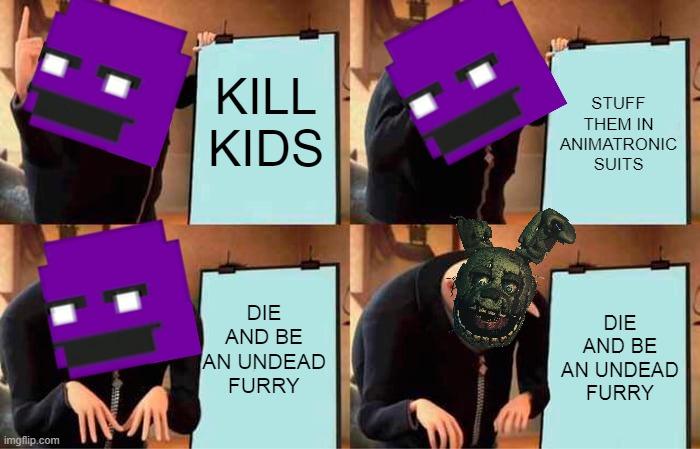 KILL
KIDS
STUFF
THEM IN
ANIMATRONIC
SUITS
DIE
AND BE
AN UNDEAD
FURRY
DIE
AND BE
AN UNDEAD
FURRY
imgflip.com